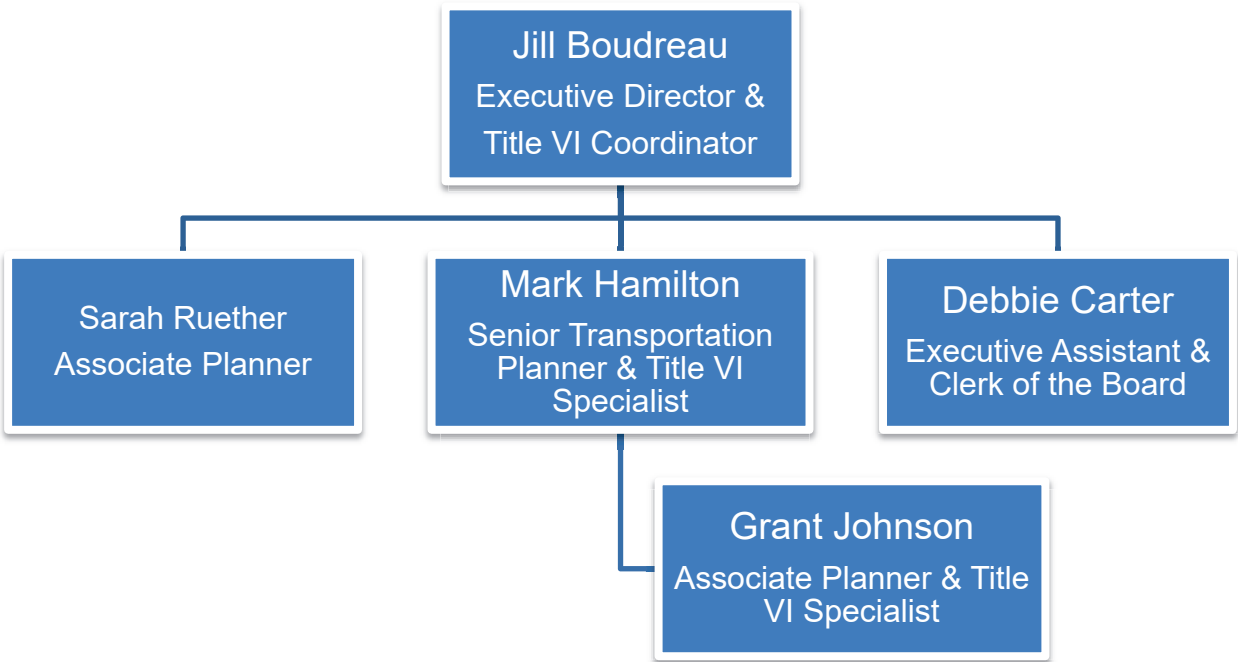 Jill Boudreau
Executive Director &
Title VI Coordinator
Sarah Ruether
Associate Planner
Mark Hamilton
Senior Transportation
Planner & Title VI
Specialist
Debbie Carter
Executive Assistant &
Clerk of the Board
Grant Johnson
Associate Planner & Title
VI Specialist